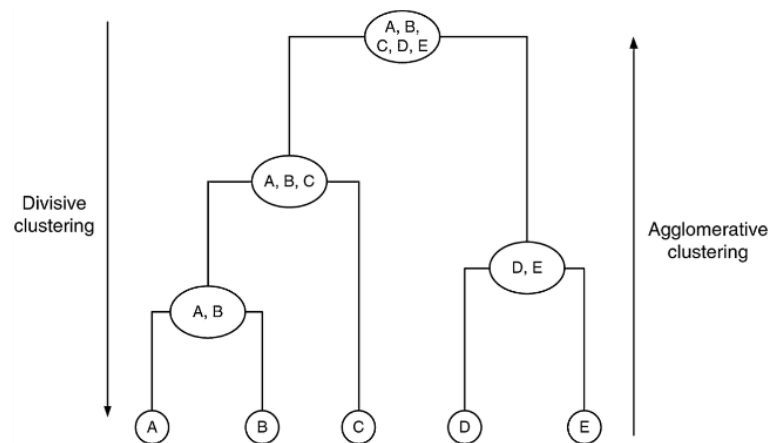 A, B,
C, D, E
A, B, C
Divisive
clustering
Agglomerative
clustering
D, E
A, B
A
B
C
D
E